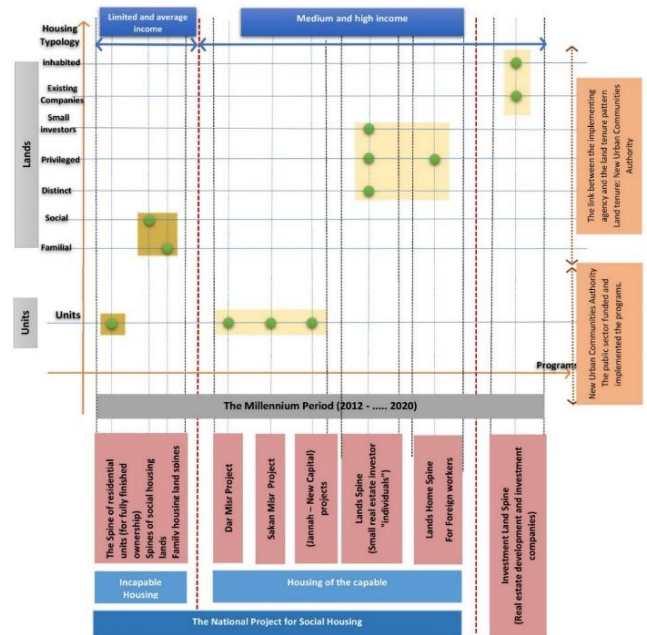 Limited and average
income
Medium and high income
Housing
Typology
Inhabited
Existing
Companies
Small
investors
Privileged
Distinct
Social
Familial
Lands
Units
Units
The link between the implementing
agency and the land tenure pattern
Land tenure: New Urban Communities
Authority
New Urban Communities Authority
The public sector funded and
implemented the programs.
Programs
The Millennium Period (2012 - ..... 2020)
The Spine of residential
units (for fully finished
ownership)
Spines of social housing
lands
Family housing land spines
Dar Misr Project
Sakan Misr Project
(Jannah – New Capital)
projects
Lands Spine
(Small real estate investor
"individuals")
Lands Home Spine
For Foreign workers
Investment Land Spine
(Real estate development and investment
companies)
Incapable
Housing
Housing of the capable
The National Project for Social Housing